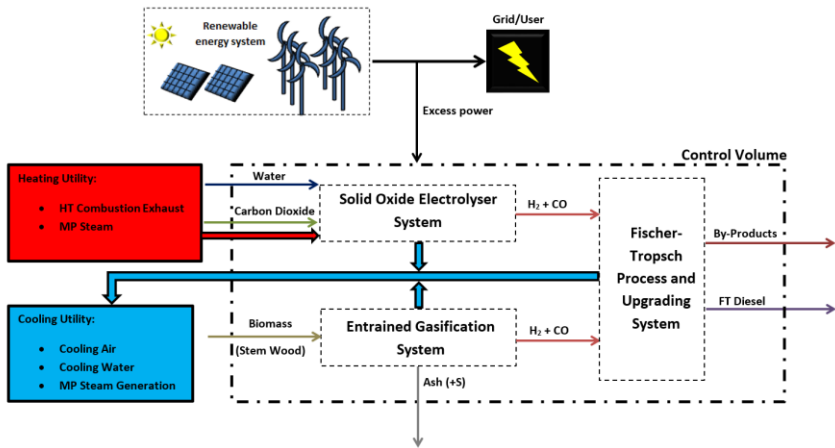 Grid/User
Renewable
energy system
Excess power
Control Volume
Heating Utility:
• HT Combustion Exhaust
• MP Steam
Water
Carbon Dioxide
Solid Oxide Electrolyser
System
H₂ + CO
Fischer-
Tropsch
Process and
Upgrading
System
By-Products
FT Diesel
Cooling Utility:
• Cooling Air
• Cooling Water
• MP Steam Generation
Biomass
(Stem Wood)
Entrained Gasification
System
H₂ + CO
Ash (+S)